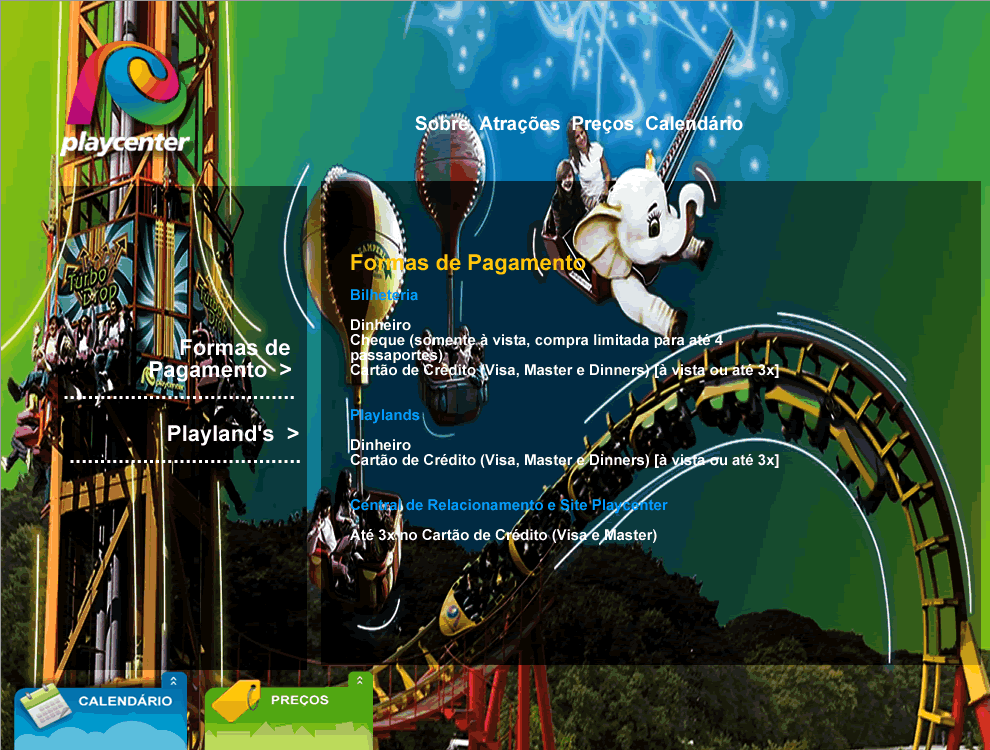 playcenter
Sobre Atrações Preços Calendário
Turbo
Drop
Formas de
Pagamento >
Playland's >
Formas de Pagamento
Bilheteria
Dinheiro
Cheque (somente à vista, compra limitada para até 4
passaportes)
Cartão de Crédito (Visa, Master e Dinners) [à vista ou até 3x]
Playlands
Dinheiro
Cartão de Crédito (Visa, Master e Dinners) [à vista ou até 3x]
Central de Relacionamento e Site Playcenter
Até 3x no Cartão de Crédito (Visa e Master)
CALENDÁRIO
PREÇOS